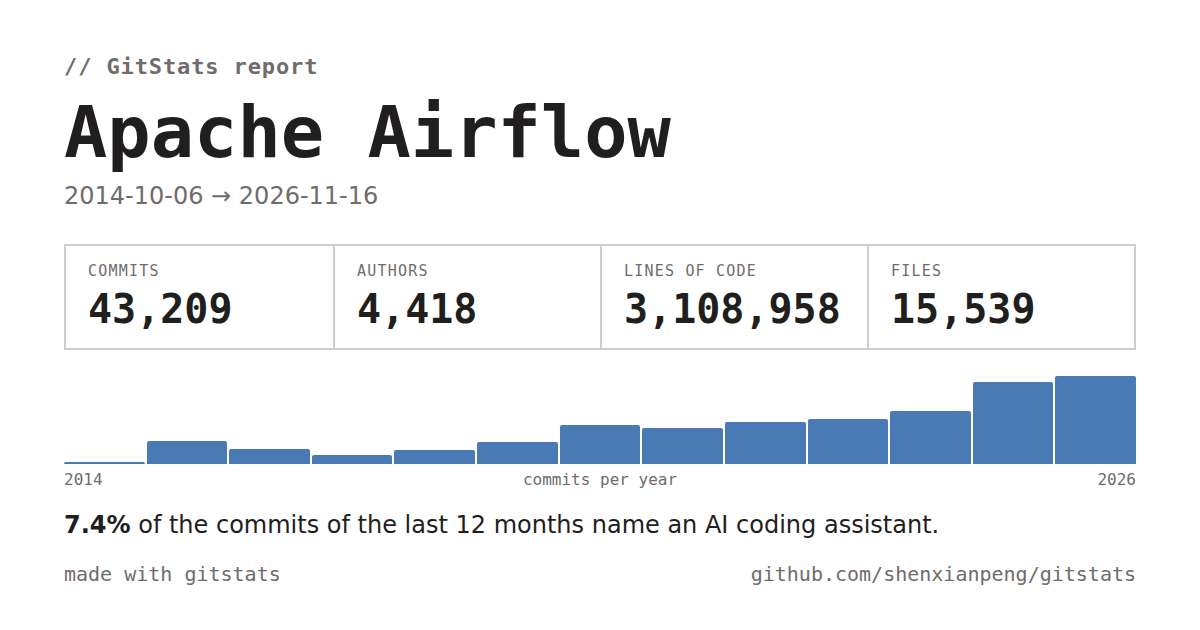 // GitStats report
Apache Airflow
2014-10-06 → 2026-11-16
COMMITS AUTHORS LINES OF CODE FILES
43,209 4,418 3,108,958 15,539
2014 commits per year 2026
7.4% of the commits of the last 12 months name an AI coding assistant.
made with gitstats github.com/shenxianpeng/gitstats